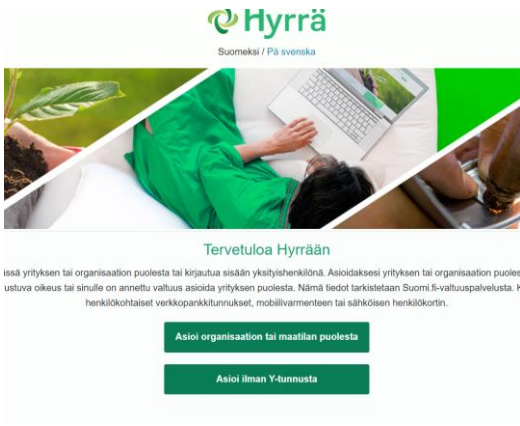 Hyrrä
Suomeksi / På svenska
Tervetuloa Hyrrään
issä yrityksen tai organisaation puolesta tai kirjautua sisään yksityishenkilönä. Asioidaksesi yrityksen tai organisaation puoles
ustuva oikeus tai sinulle on annettu valtuus asioida yrityksen puolesta. Nämä tiedot tarkistetaan Suomi.fi-valtuuspalvelusta. K
henkilökohtaiset verkkopankkitunnukset, mobiilivarmenteen tai sähköisen henkilökortin.
Asioi organisaation tai maatilan puolesta
Asioi ilman Y-tunnusta